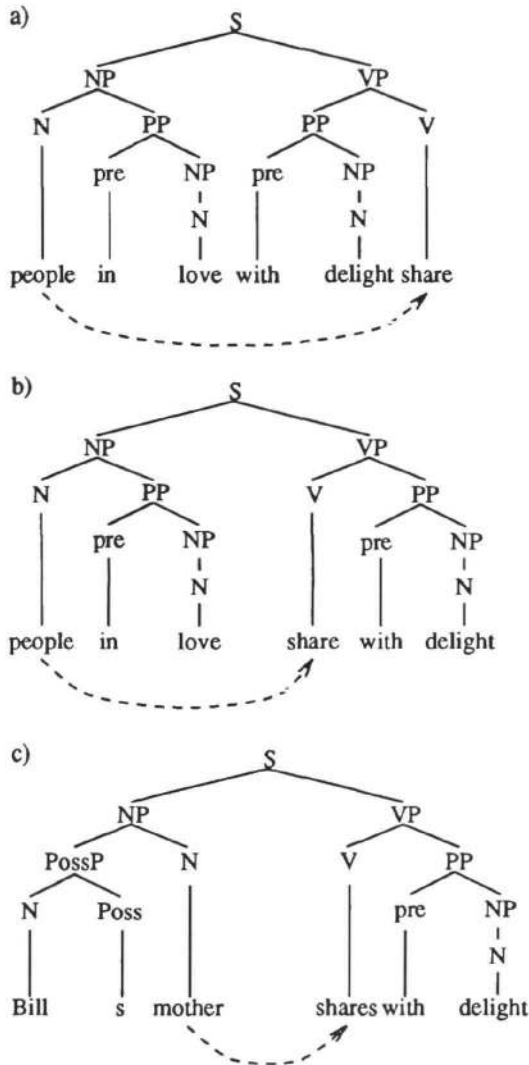 a)
S
NP VP
N PP PP V
pre NP pre NP
N N
people in love with delight share
b)
S
NP VP
N PP V PP
pre NP pre NP
N N
people in love share with delight
c)
S
NP VP
PossP N V PP
N Poss pre NP
N
Bill s mother shares with delight